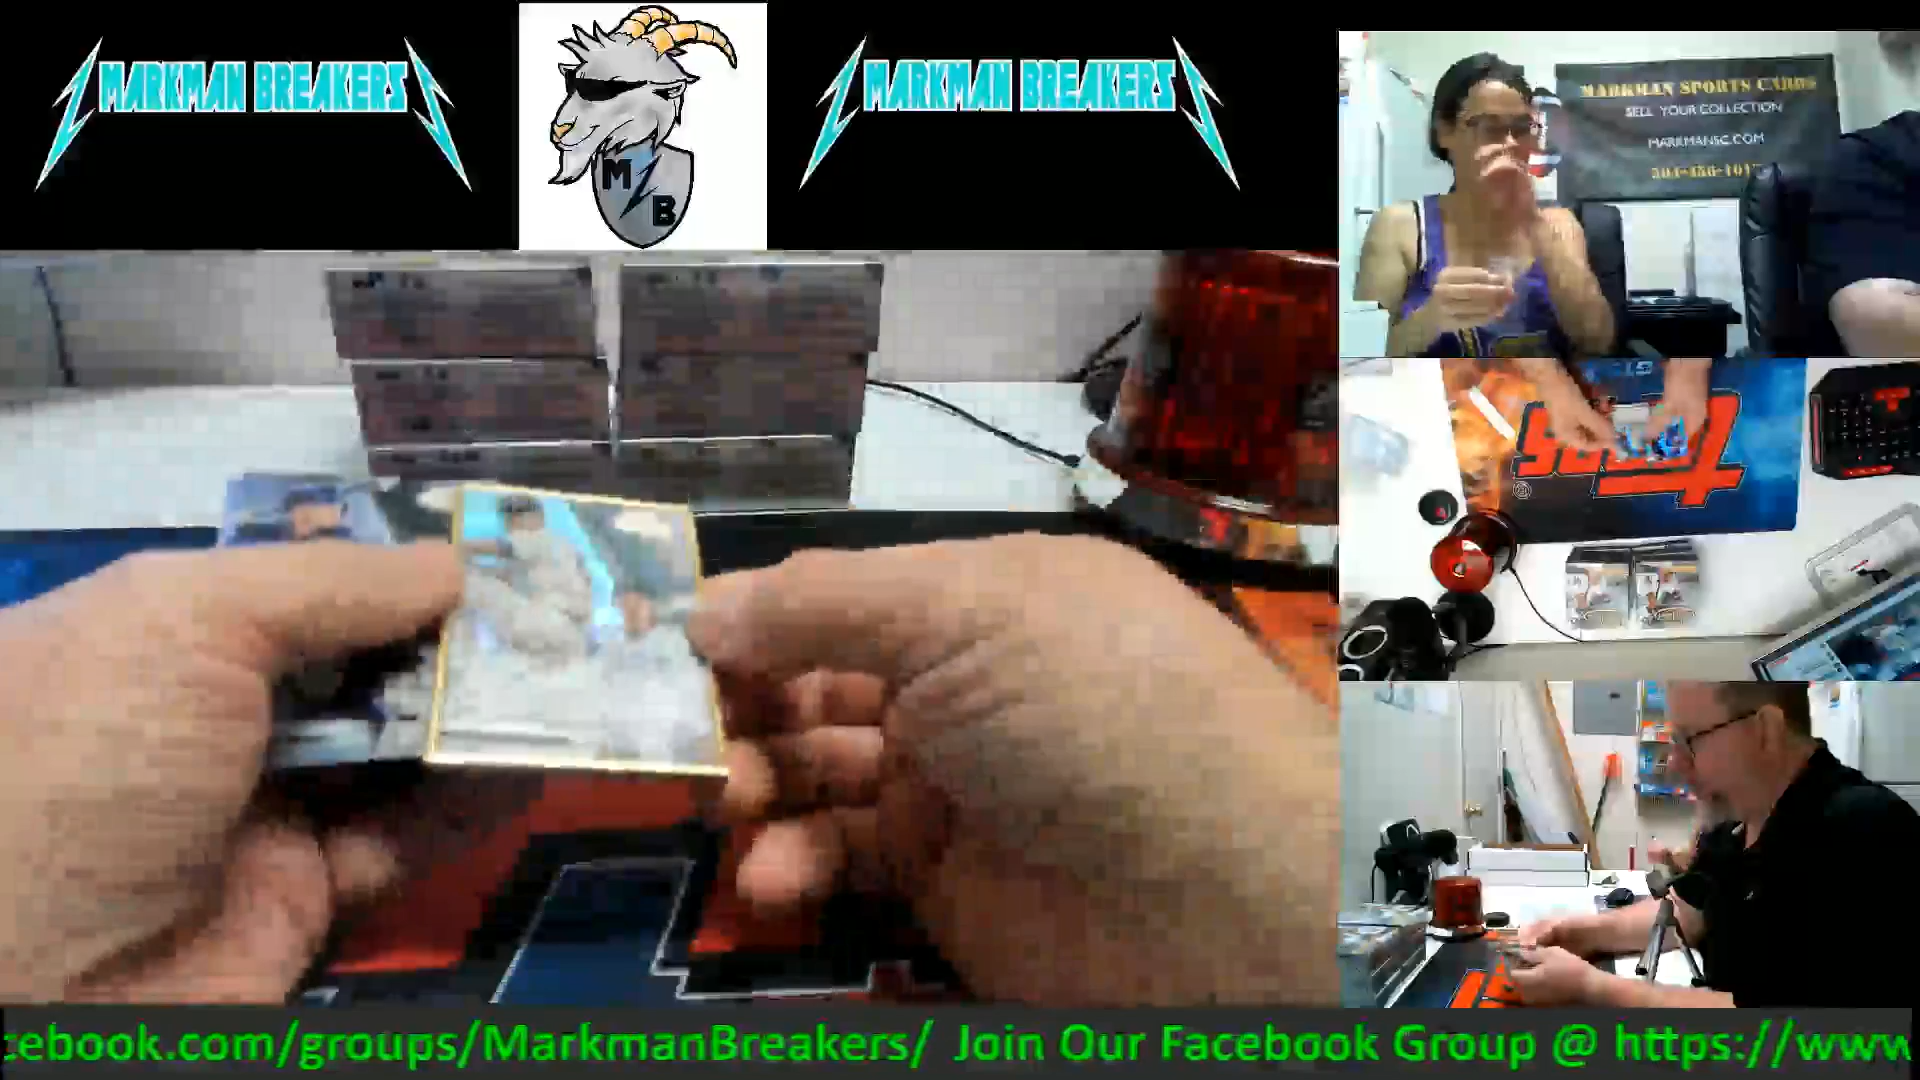 MARKMAN BREAKERS
M B
MARKMAN BREAKERS
MARKMAN SPORTS CARDS
SELL YOUR COLLECTION
MARKMANSC.COM
Topps
cebook.com/groups/MarkmanBreakers/ Join Our Facebook Group @ https://www